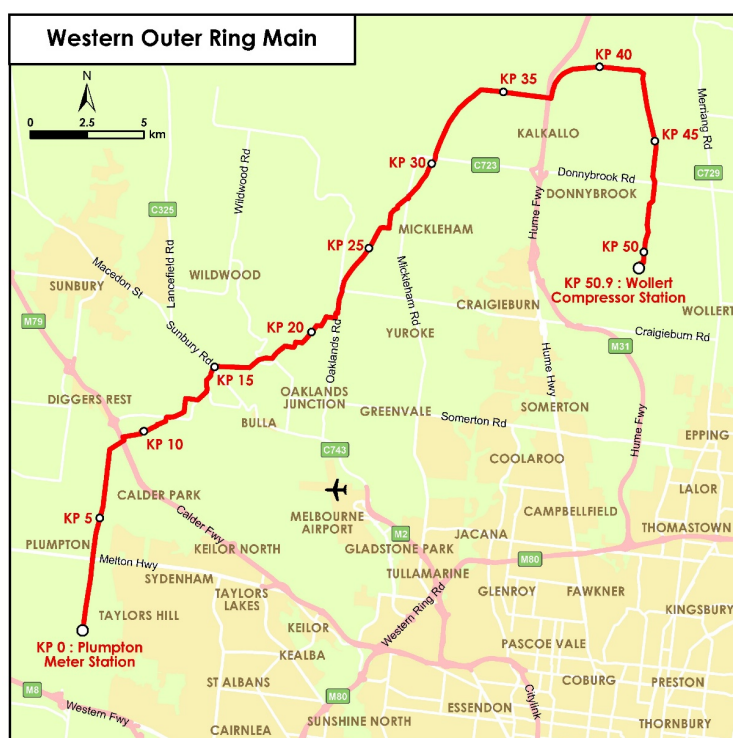 Western Outer Ring Main
N
0 2.5 5
km
KP 40
KP 35
KALKALLO
Merriang Rd
KP 45
KP 30
C723
Donnybrook Rd
C729
DONNYBROOK
Wildwood Rd
C325
Lancefield Rd
Hume Fwy
MICKLEHAM
KP 25
KP 50
Macedon St
WILDWOOD
SUNBURY
Mickleham Rd
KP 50.9 : Wollert
Compressor Station
CRAIGIEBURN
WOLLERT
M79
Sunbury Rd
KP 20
Oaklands Rd
YUROKE
Craigieburn Rd
M31
KP 15
Hume Hwy
DIGGERS REST
OAKLANDS
JUNCTION
GREENVALE
SOMERTON
Somerton Rd
Hume Fwy
BULLA
KP 10
C743
EPPING
COOLAROO
LALOR
CALDER PARK
MELBOURNE
AIRPORT
CAMPBELLFIELD
KP 5
Calder Fwy
THOMASTOWN
PLUMPTON
KEILOR NORTH
M2
JACANA
GLADSTONE PARK
Melton Hwy
M80
SYDENHAM
TULLAMARINE
TAYLORS
LAKES
GLENROY
FAWKNER
KINGSBURY
TAYLORS HILL
Western Ring Rd
KEILOR
KP 0 : Plumpton
Meter Station
PASCOE VALE
KEALBA
ST ALBANS
COBURG
PRESTON
M8
M80
Citylink
ESSENDON
Western Fwy
SUNSHINE NORTH
THORNBURY
CAIRNLEA